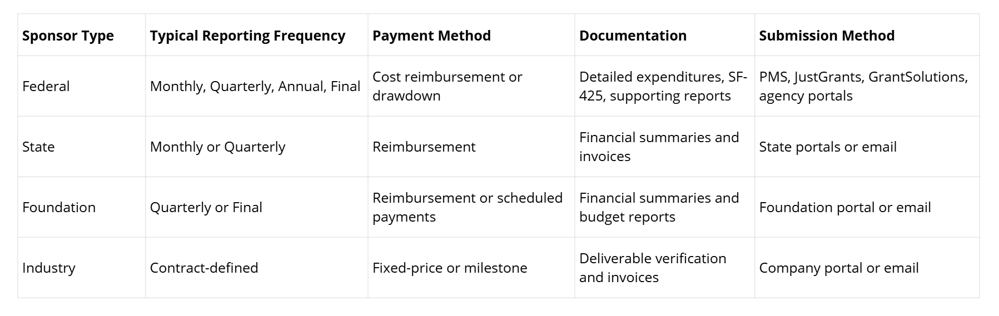 Sponsor Type Typical Reporting Frequency Payment Method Documentation Submission Method
Federal
Monthly, Quarterly, Annual, Final
Cost reimbursement or
drawdown
Detailed expenditures, SF-
425, supporting reports
PMS, JustGrants, GrantSolutions,
agency portals
State
Monthly or Quarterly
Reimbursement
Financial summaries and
invoices
State portals or email
Foundation
Quarterly or Final
Reimbursement or scheduled
payments
Financial summaries and
budget reports
Foundation portal or email
Industry
Contract-defined
Fixed-price or milestone
Deliverable verification
and invoices
Company portal or email